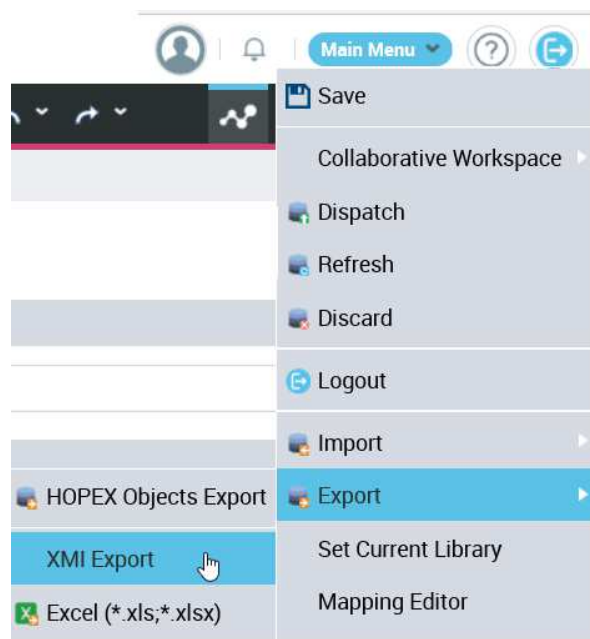 Main Menu
?
Save
Collaborative Workspace
Dispatch
Refresh
Discard
Logout
Import
HOPEX Objects Export
Export
XMI Export
Set Current Library
Excel (*.xls;*.xlsx)
Mapping Editor